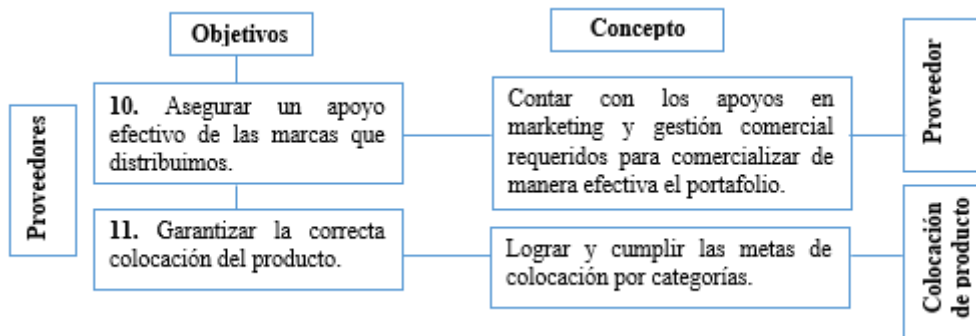 Objetivos
Concepto
Proveedores
10. Asegurar un apoyo
efectivo de las marcas que
distribuimos.
Contar con los apoyos en
marketing y gestión comercial
requeridos para comercializar de
manera efectiva el portafolio.
Proveedor
11. Garantizar la correcta
colocación del producto.
Lograr y cumplir las metas de
colocación por categorías.
Colocación
de producto